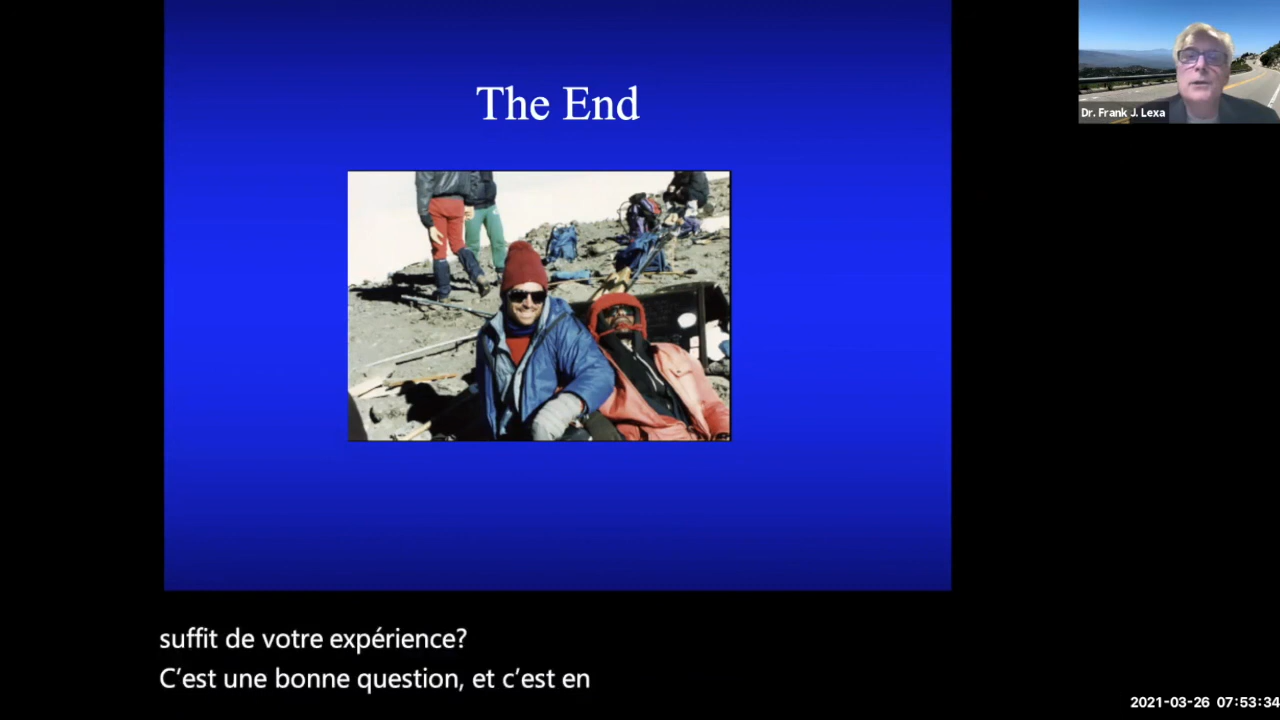 The End
Dr. Frank J. Lexa
suffit de votre expérience?
C’est une bonne question, et c’est en
2021-03-26 07:53:34